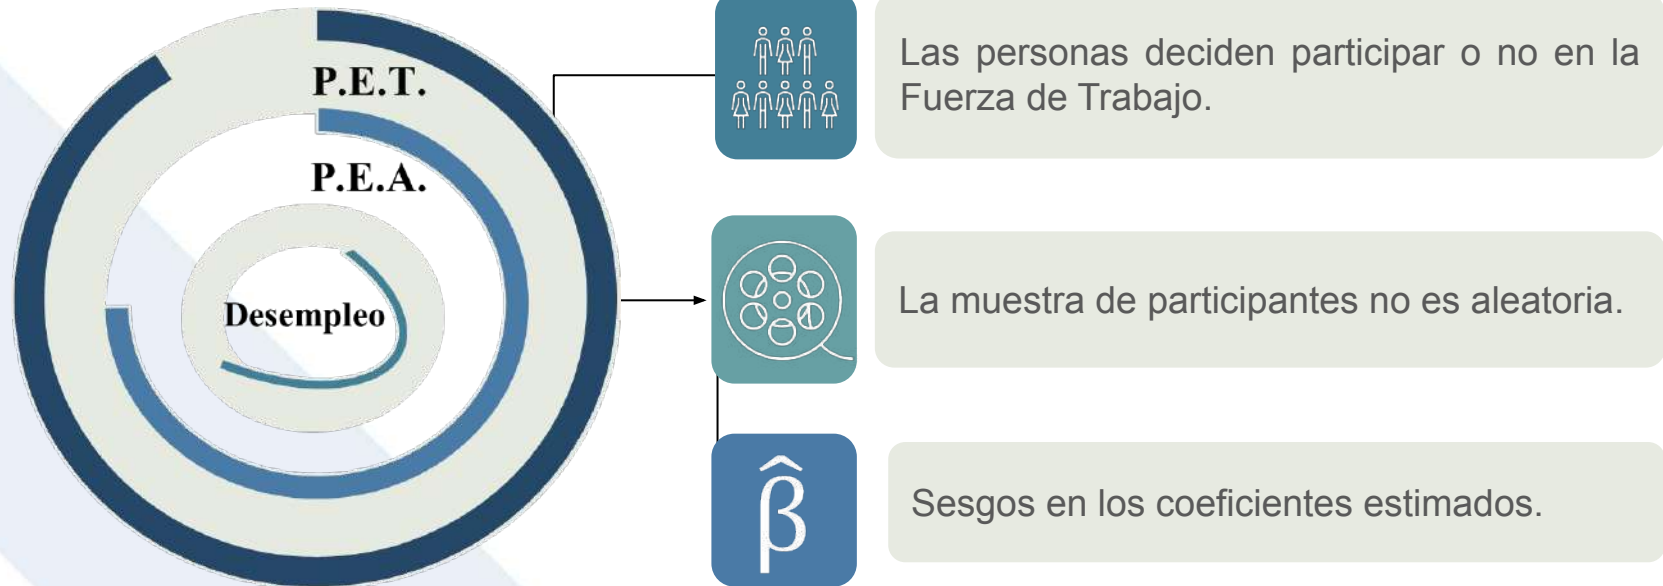 P.E.T.
P.E.A.
Desempleo
Las personas deciden participar o no en la
Fuerza de Trabajo.
La muestra de participantes no es aleatoria.
β̂
Sesgos en los coeficientes estimados.